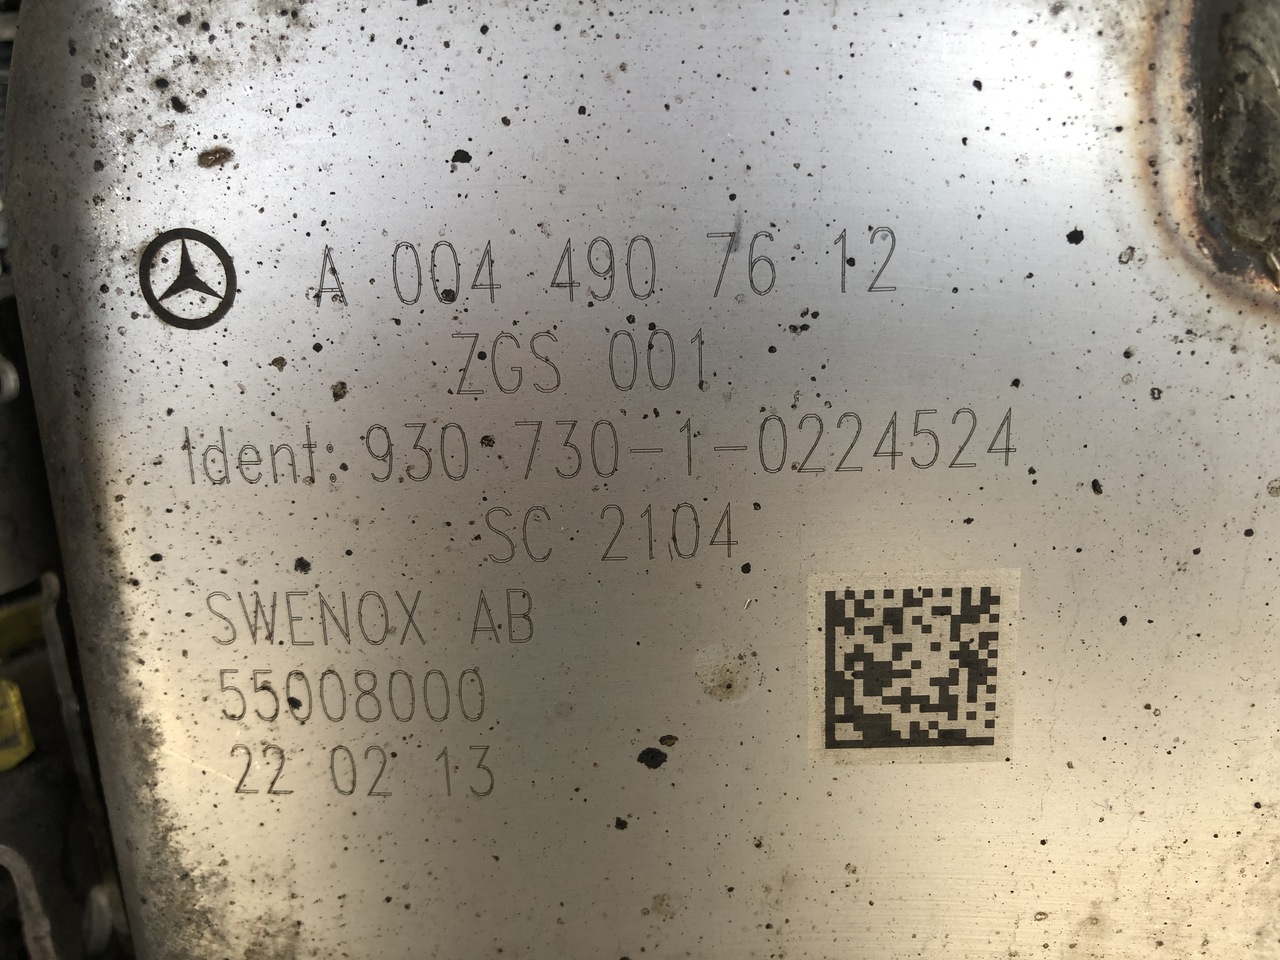 A 004 490 76 12
ZGS 001
Ident: 930 730-1-0224524
SC 2104
SWENOX AB
55008000
22 02 13